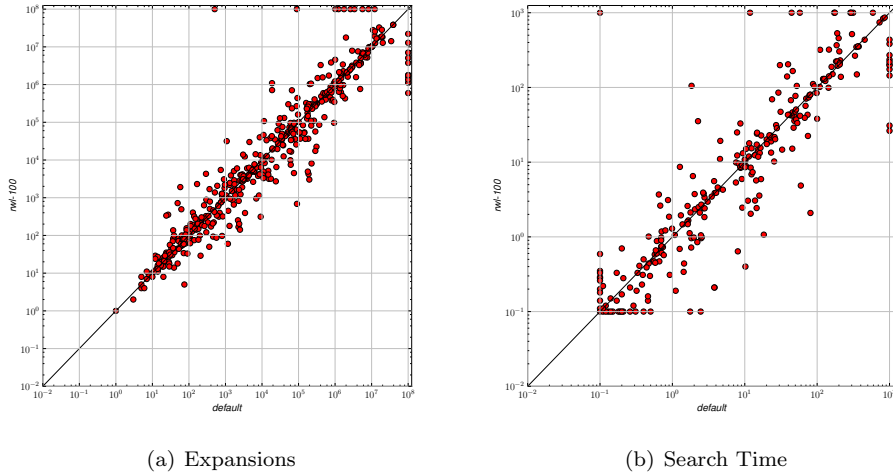 10⁸ 10⁷ 10⁶ 10⁵ 10⁴ 10³ 10² 10¹ 10⁰ 10⁻¹ 10⁻²
rwl-100
10⁻² 10⁻¹ 10⁰ 10¹ 10² 10³ 10⁴ 10⁵ 10⁶ 10⁷ 10⁸
default
(a) Expansions
10³ 10² 10¹ 10⁰ 10⁻¹ 10⁻²
rwl-100
10⁻² 10⁻¹ 10⁰ 10¹ 10²
default
(b) Search Time